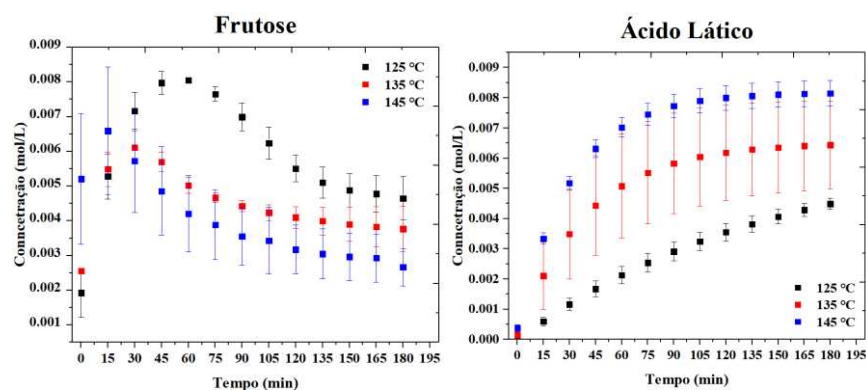 Frutose
Conncetração (mol/L)
0.009
0.008
0.007
0.006
0.005
0.004
0.003
0.002
0.001
125 °C
135 °C
145 °C
0 15 30 45 60 75 90 105 120 135 150 165 180 195
Tempo (min)
Ácido Lático
Conncetração (mol/L)
0.009
0.008
0.007
0.006
0.005
0.004
0.003
0.002
0.001
0.000
125 °C
135 °C
145 °C
0 15 30 45 60 75 90 105 120 135 150 165 180 195
Tempo (min)